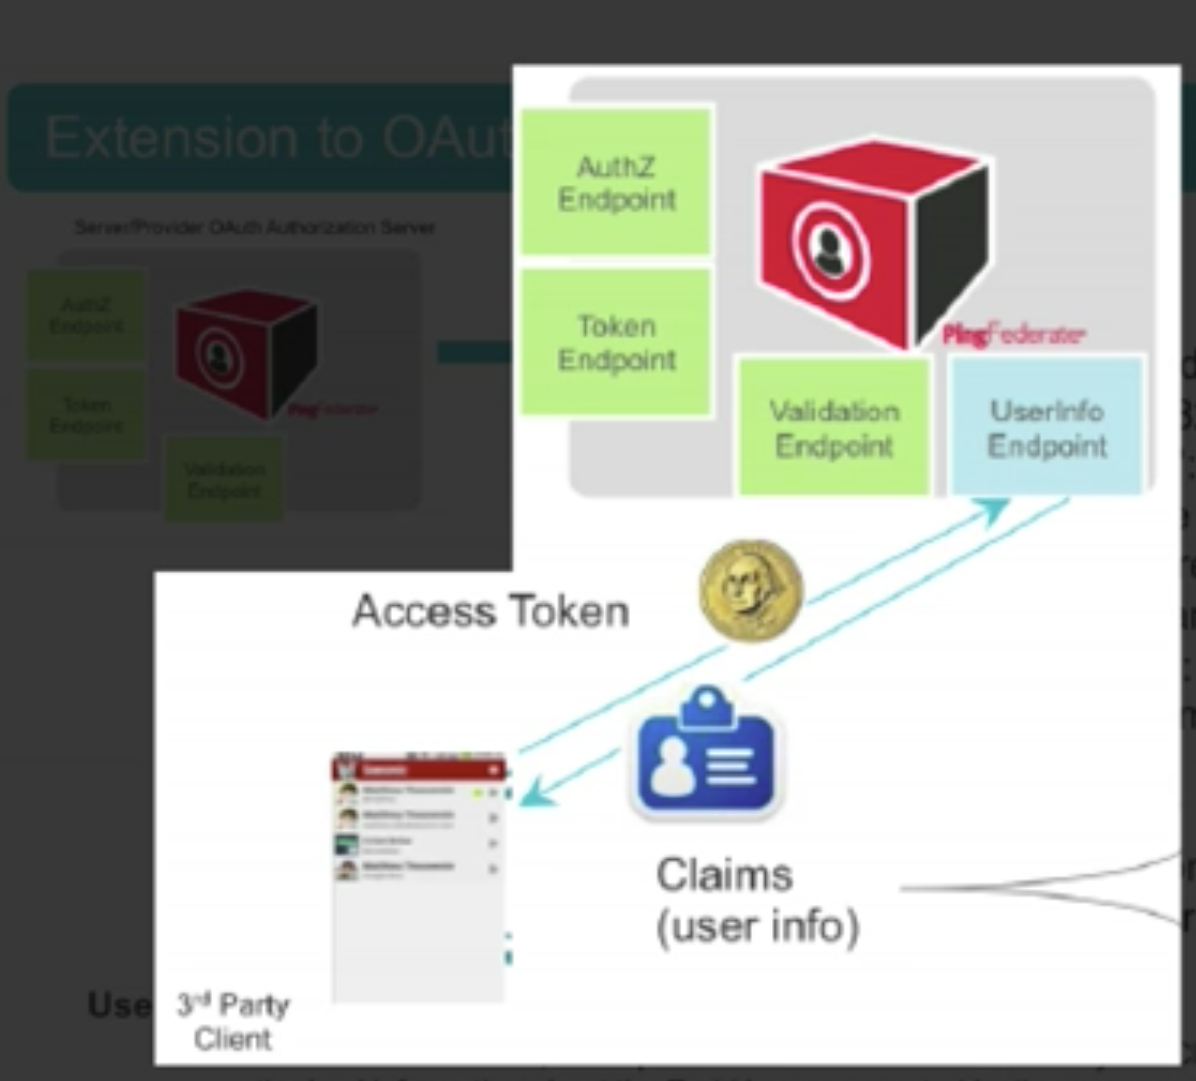 Extension to OAut
Server/Provider OAuth Authorization Server
AuthZ
Endpoint
Token
Endpoint
PingFederate
Validation
Endpoint
AuthZ
Endpoint
Token
Endpoint
PingFederate
Validation
Endpoint
UserInfo
Endpoint
Access Token
Claims
(user info)
Use
3rd Party
Client